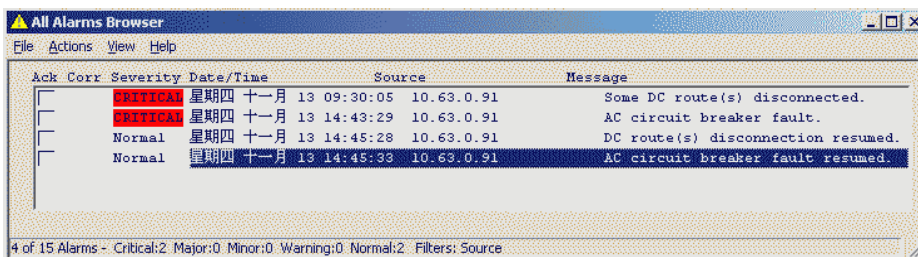 All Alarms Browser
File Actions View Help
Ack Corr Severity Date/Time Source Message
CRITICAL 星期四 十一月 13 09:30:05 10.63.0.91 Some DC route(s) disconnected.
CRITICAL 星期四 十一月 13 14:43:29 10.63.0.91 AC circuit breaker fault.
Normal 星期四 十一月 13 14:45:28 10.63.0.91 DC route(s) disconnection resumed.
Normal 星期四 十一月 13 14:45:33 10.63.0.91 AC circuit breaker fault resumed.
4 of 15 Alarms - Critical:2 Major:0 Minor:0 Warning:0 Normal:2 Filters: Source